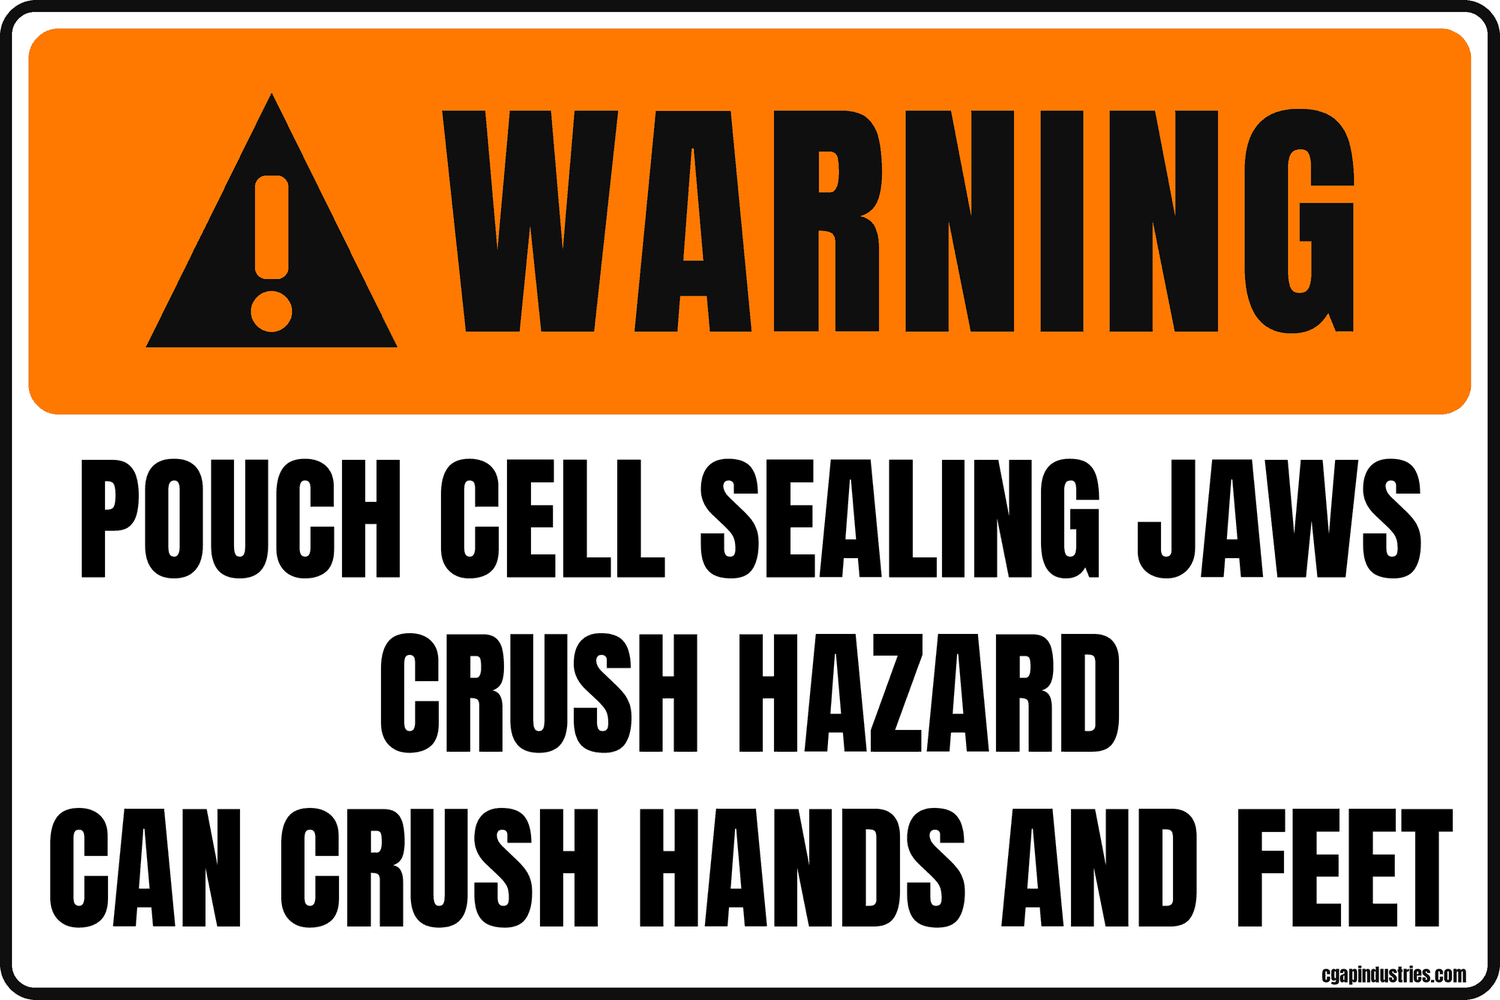 WARNING
POUCH CELL SEALING JAWS
CRUSH HAZARD
CAN CRUSH HANDS AND FEET
cgapindustries.com